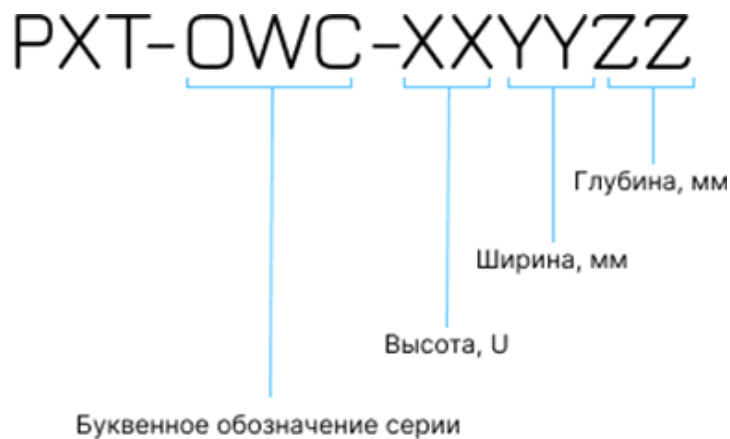 PXT-OWC-XXYYZZ
Глубина, мм
Ширина, мм
Высота, U
Буквенное обозначение серии